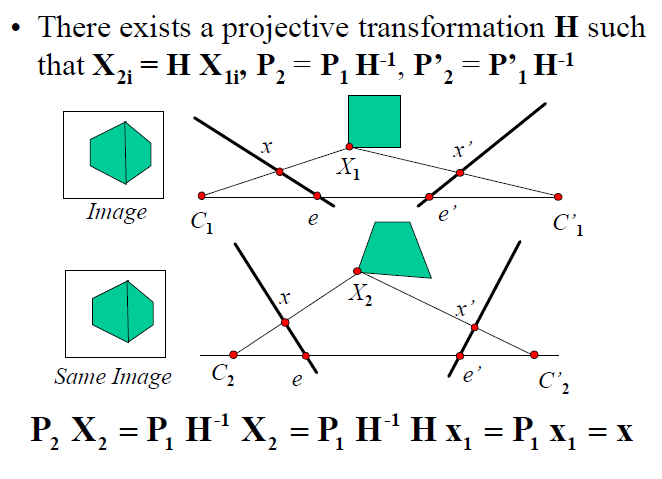 • There exists a projective transformation H such
that X₂ᵢ = H X₁ᵢ, P₂ = P₁ H⁻¹, P’₂ = P’₁ H⁻¹
x
x’
X₁
Image
C₁
e
e’
C’₁
x
X₂
x’
Same Image
C₂
e
e’
C’₂
P₂ X₂ = P₁ H⁻¹ X₂ = P₁ H⁻¹ H x₁ = P₁ x₁ = x